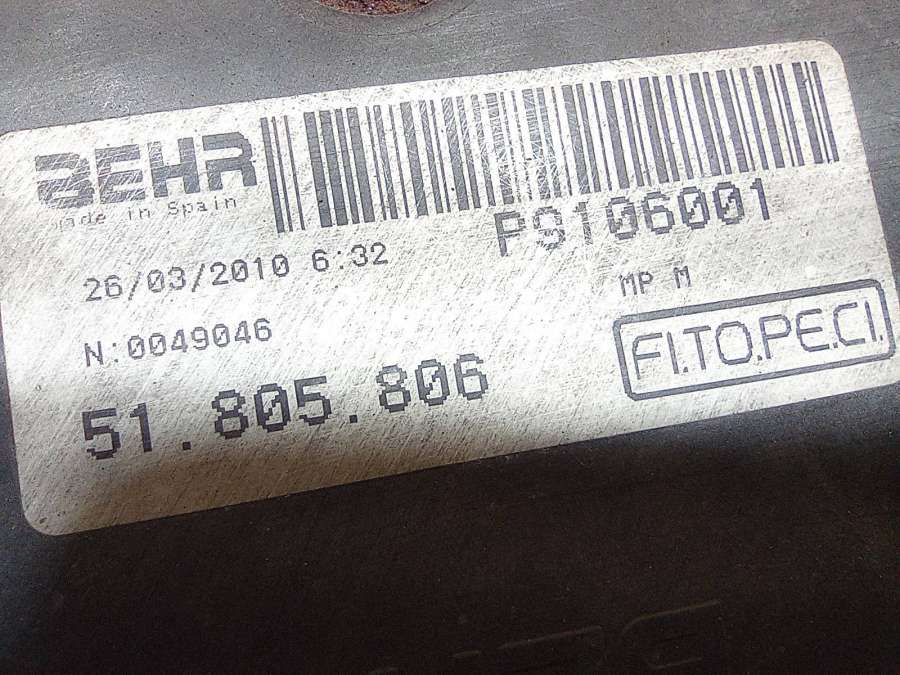 BEHR
made in Spain
P9106001
26/03/2010 6:32
MP M
N:0049046
FI.TO.PE.CI.
51.805.806